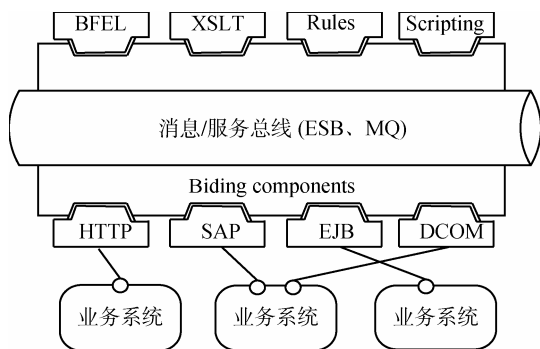 BFEL XSLT Rules Scripting
消息/服务总线 (ESB、MQ)
Biding components
HTTP SAP EJB DCOM
业务系统 业务系统 业务系统